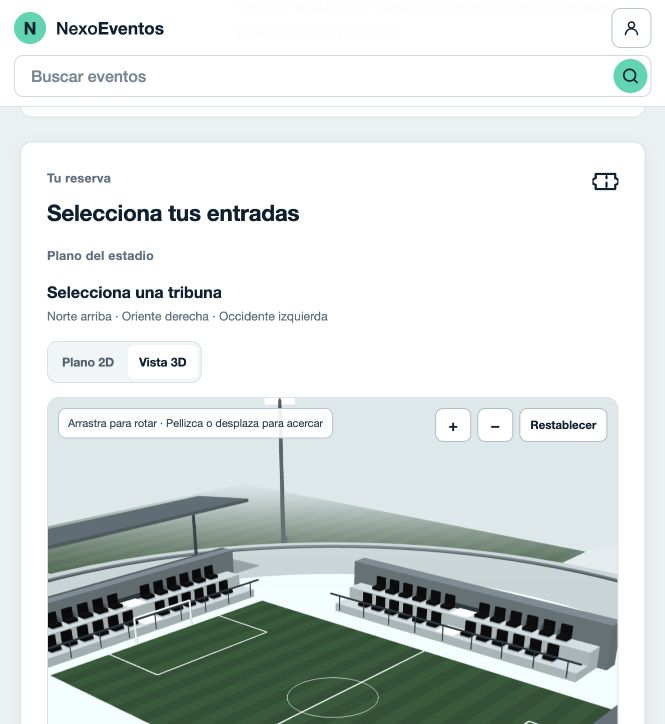 N NexoEventos
Buscar eventos
Tu reserva
Selecciona tus entradas
Plano del estadio
Selecciona una tribuna
Norte arriba · Oriente derecha · Occidente izquierda
Plano 2D Vista 3D
Arrastra para rotar · Pellizca o desplaza para acercar
+ − Restablecer